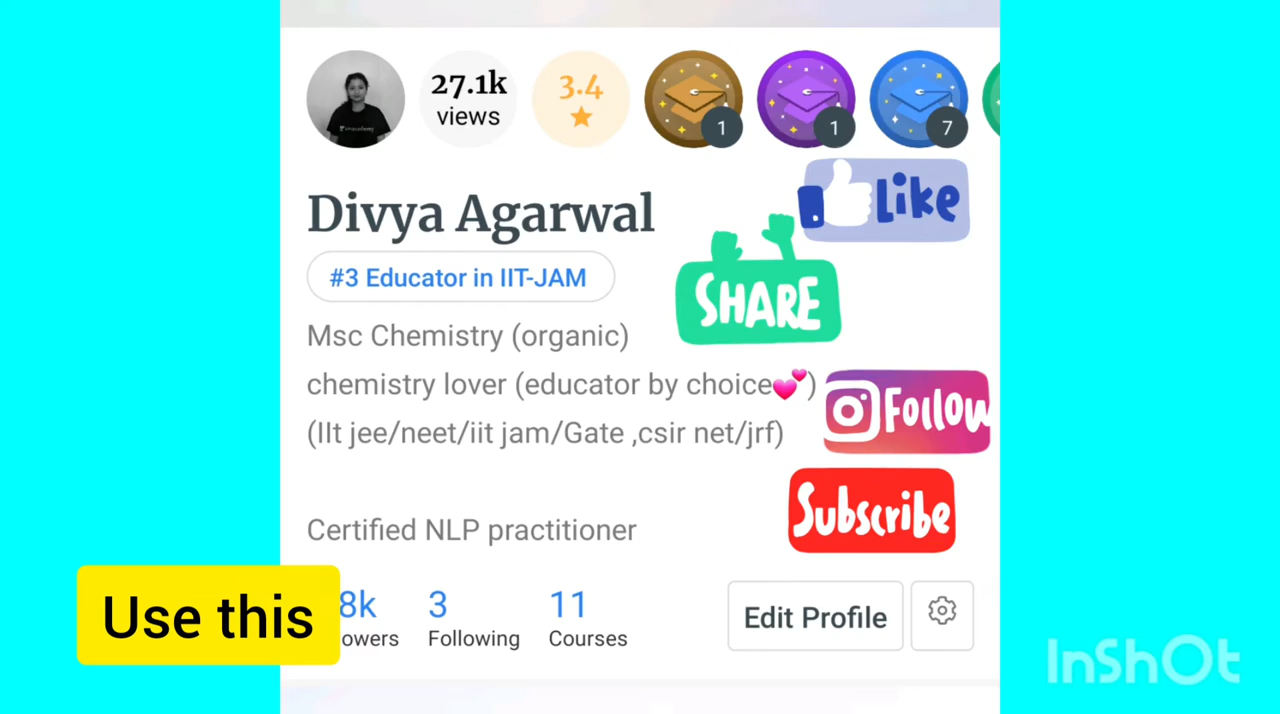 27.1k
views
3.4
1
1
7
Like
Divya Agarwal
SHARE
#3 Educator in IIT-JAM
Msc Chemistry (organic)
chemistry lover (educator by choice💕)
Follow
(IIt jee/neet/iit jam/Gate ,csir net/jrf)
Subscribe
Certified NLP practitioner
Use this
8k
3
11
Following
Courses
Edit Profile
InShOt